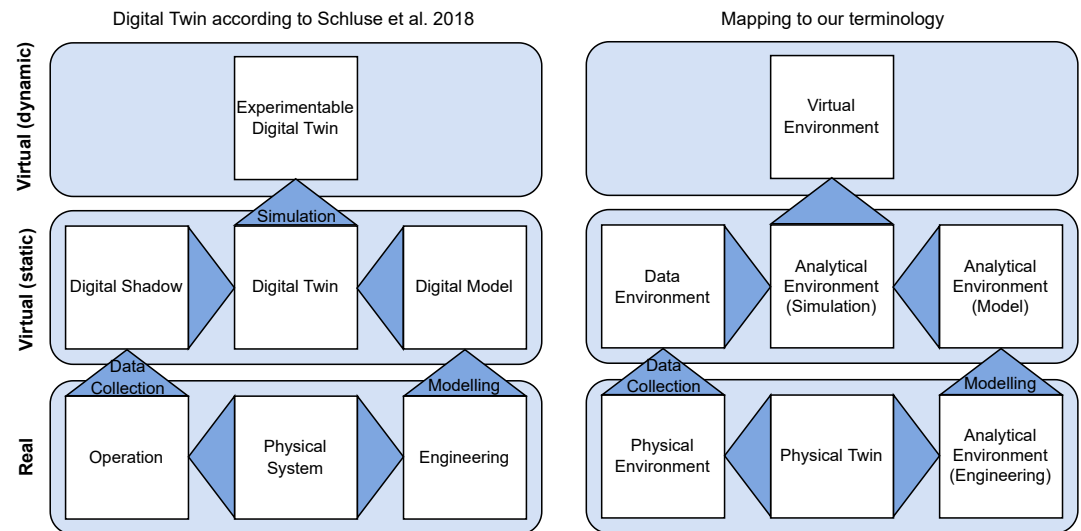 Digital Twin according to Schluse et al. 2018
Mapping to our terminology
Virtual (dynamic)
Experimentable
Digital Twin
Virtual
Environment
Simulation
Virtual (static)
Digital Shadow
Digital Twin
Digital Model
Data
Environment
Analytical
Environment
(Simulation)
Analytical
Environment
(Model)
Data
Collection
Modelling
Data
Collection
Modelling
Real
Operation
Physical
System
Engineering
Physical
Environment
Physical Twin
Analytical
Environment
(Engineering)